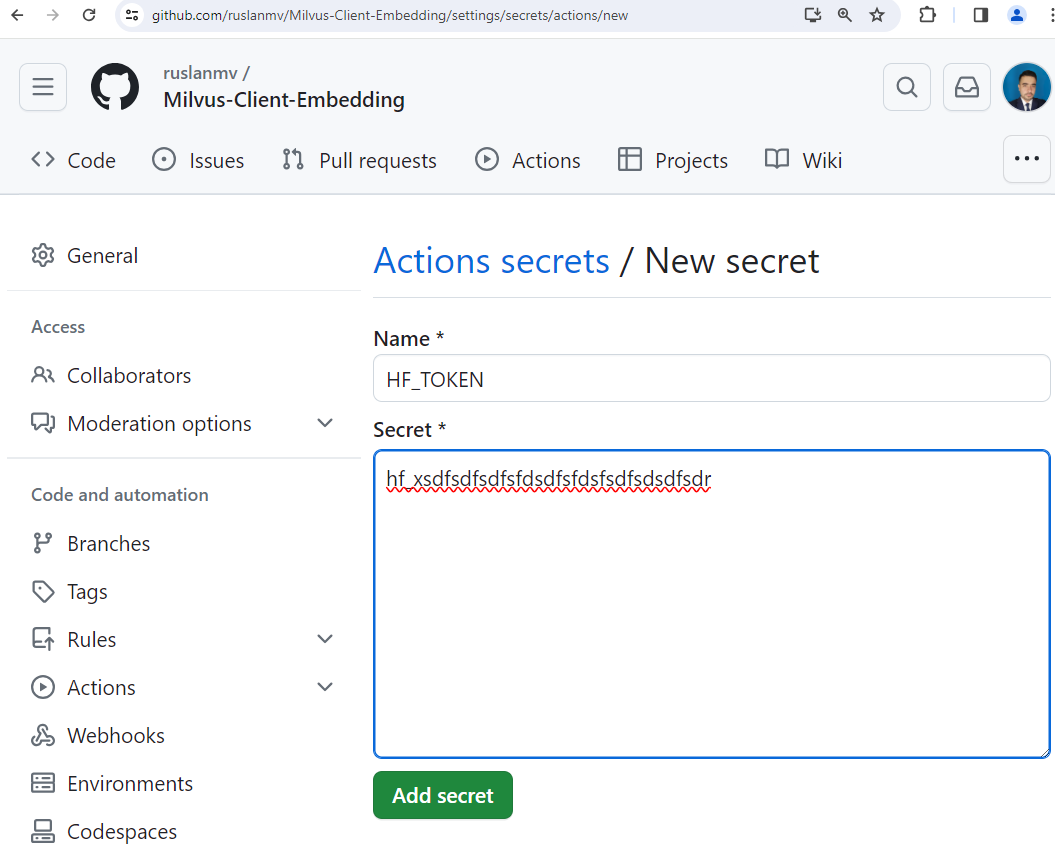 github.com/ruslanmv/Milvus-Client-Embedding/settings/secrets/actions/new
ruslanmv /
Milvus-Client-Embedding
Code Issues Pull requests Actions Projects Wiki
General
Access
Collaborators
Moderation options
Code and automation
Branches
Tags
Rules
Actions
Webhooks
Environments
Codespaces
Actions secrets / New secret
Name *
HF_TOKEN
Secret *
hf_xsdfsdfsdfsfdsdfsfdsfsdfsdsdfsdr
Add secret